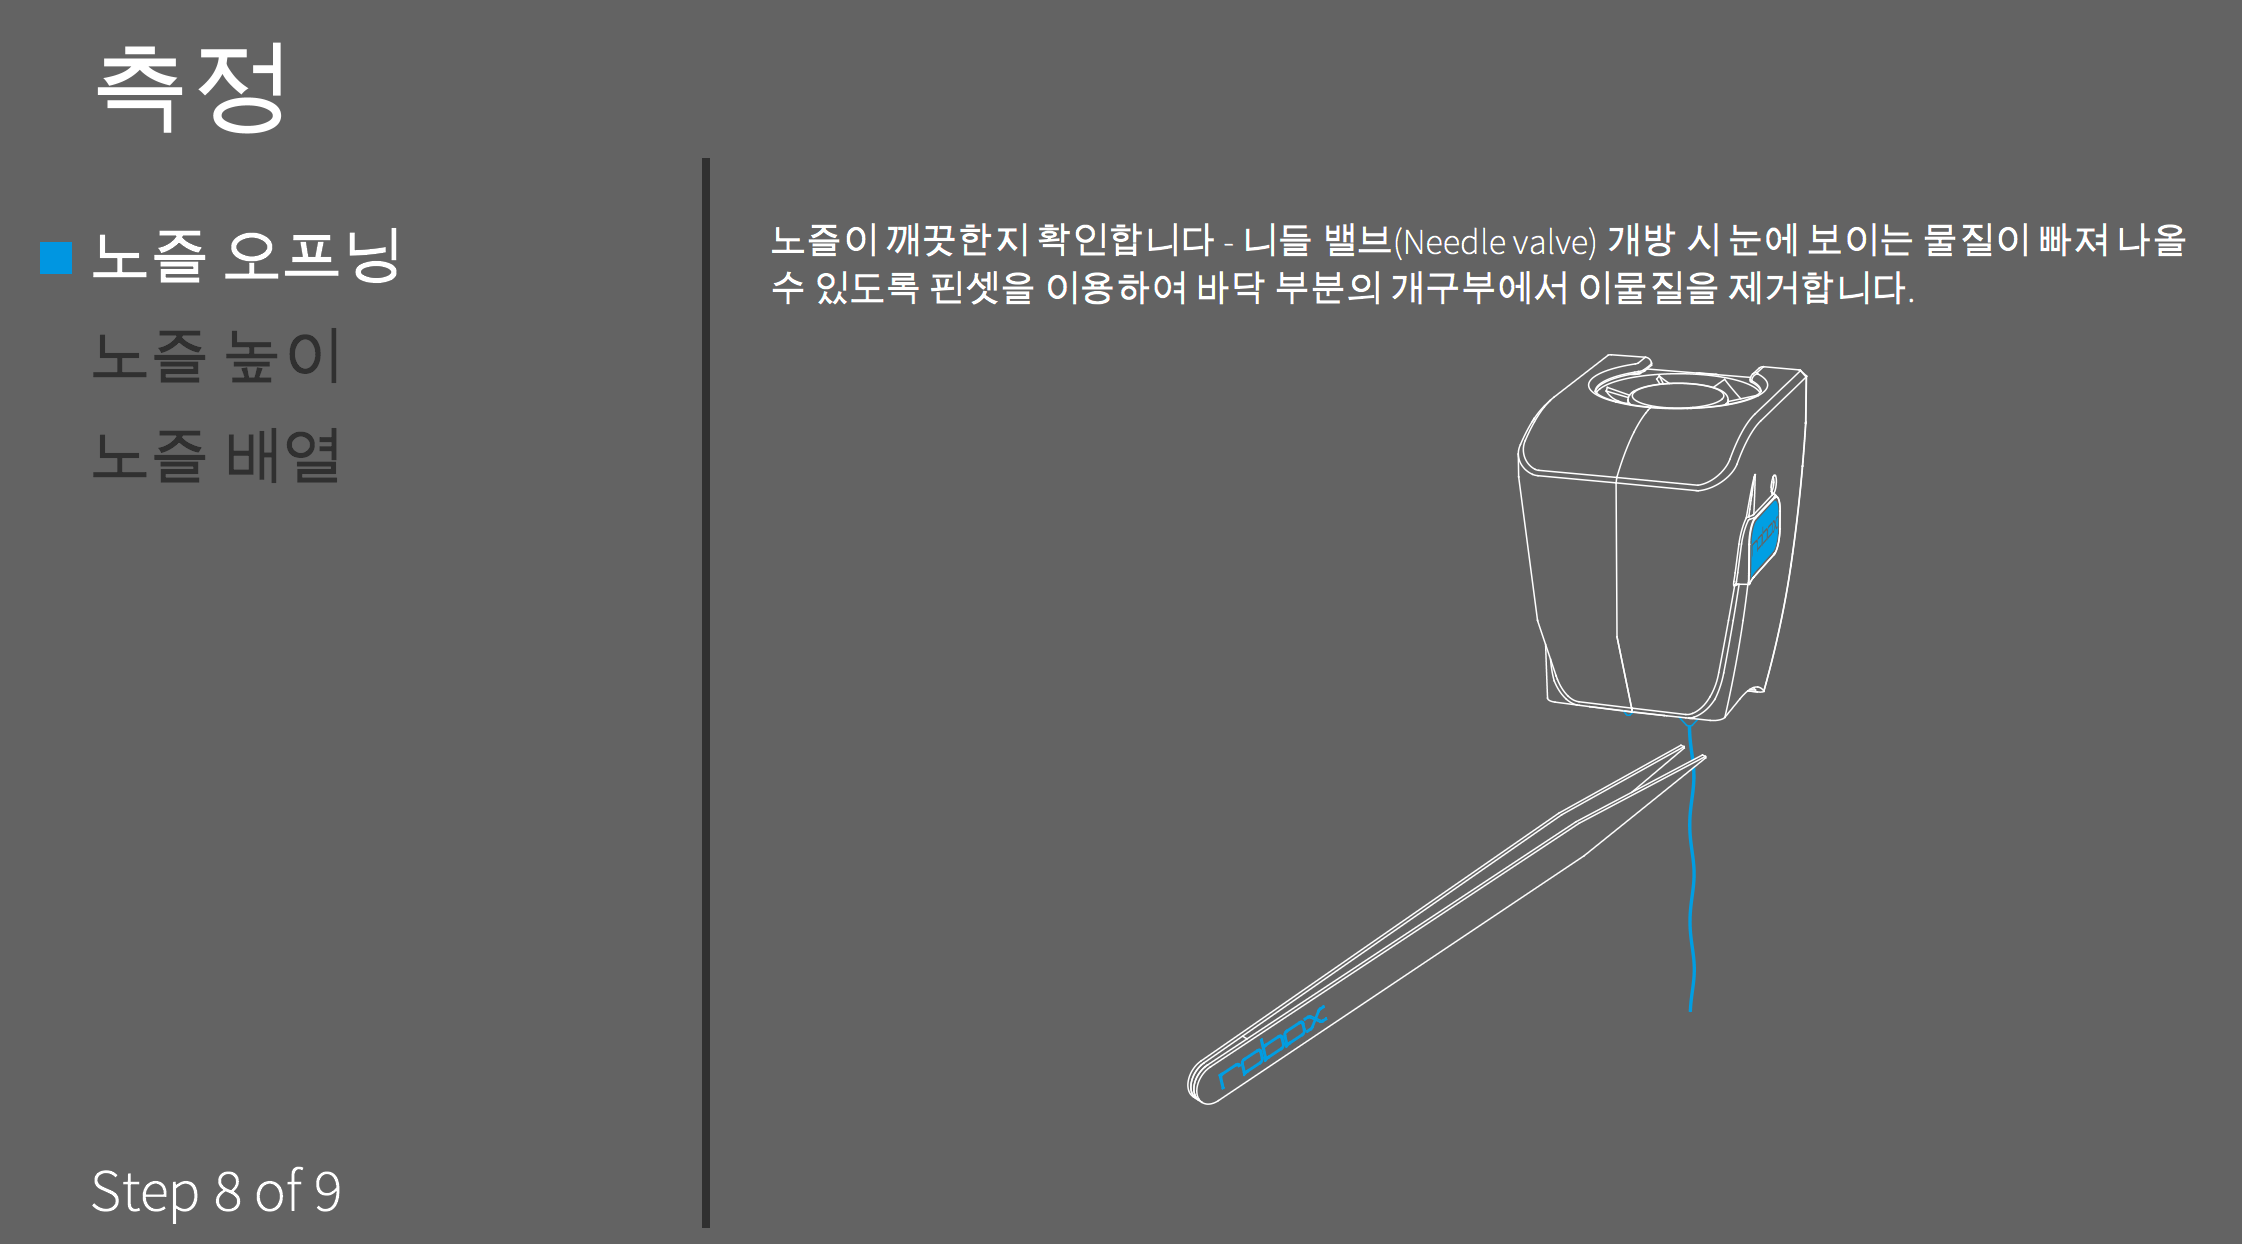 측정
노즐 오프닝
노즐 높이
노즐 배열
Step 8 of 9
노즐이 깨끗한지 확인합니다 - 니들 밸브(Needle valve) 개방 시 눈에 보이는 물질이 빠져 나올
수 있도록 핀셋을 이용하여 바닥 부분의 개구부에서 이물질을 제거합니다.
robox